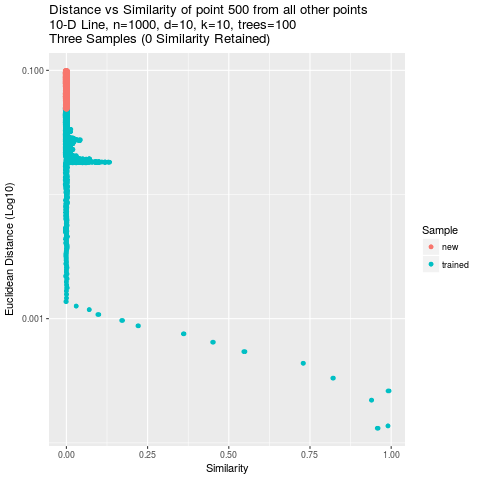 Distance vs Similarity of point 500 from all other points
10-D Line, n=1000, d=10, k=10, trees=100
Three Samples (0 Similarity Retained)
Euclidean Distance (Log10)
0.100
0.001
0.00
0.25
0.50
0.75
1.00
Similarity
Sample
new
trained